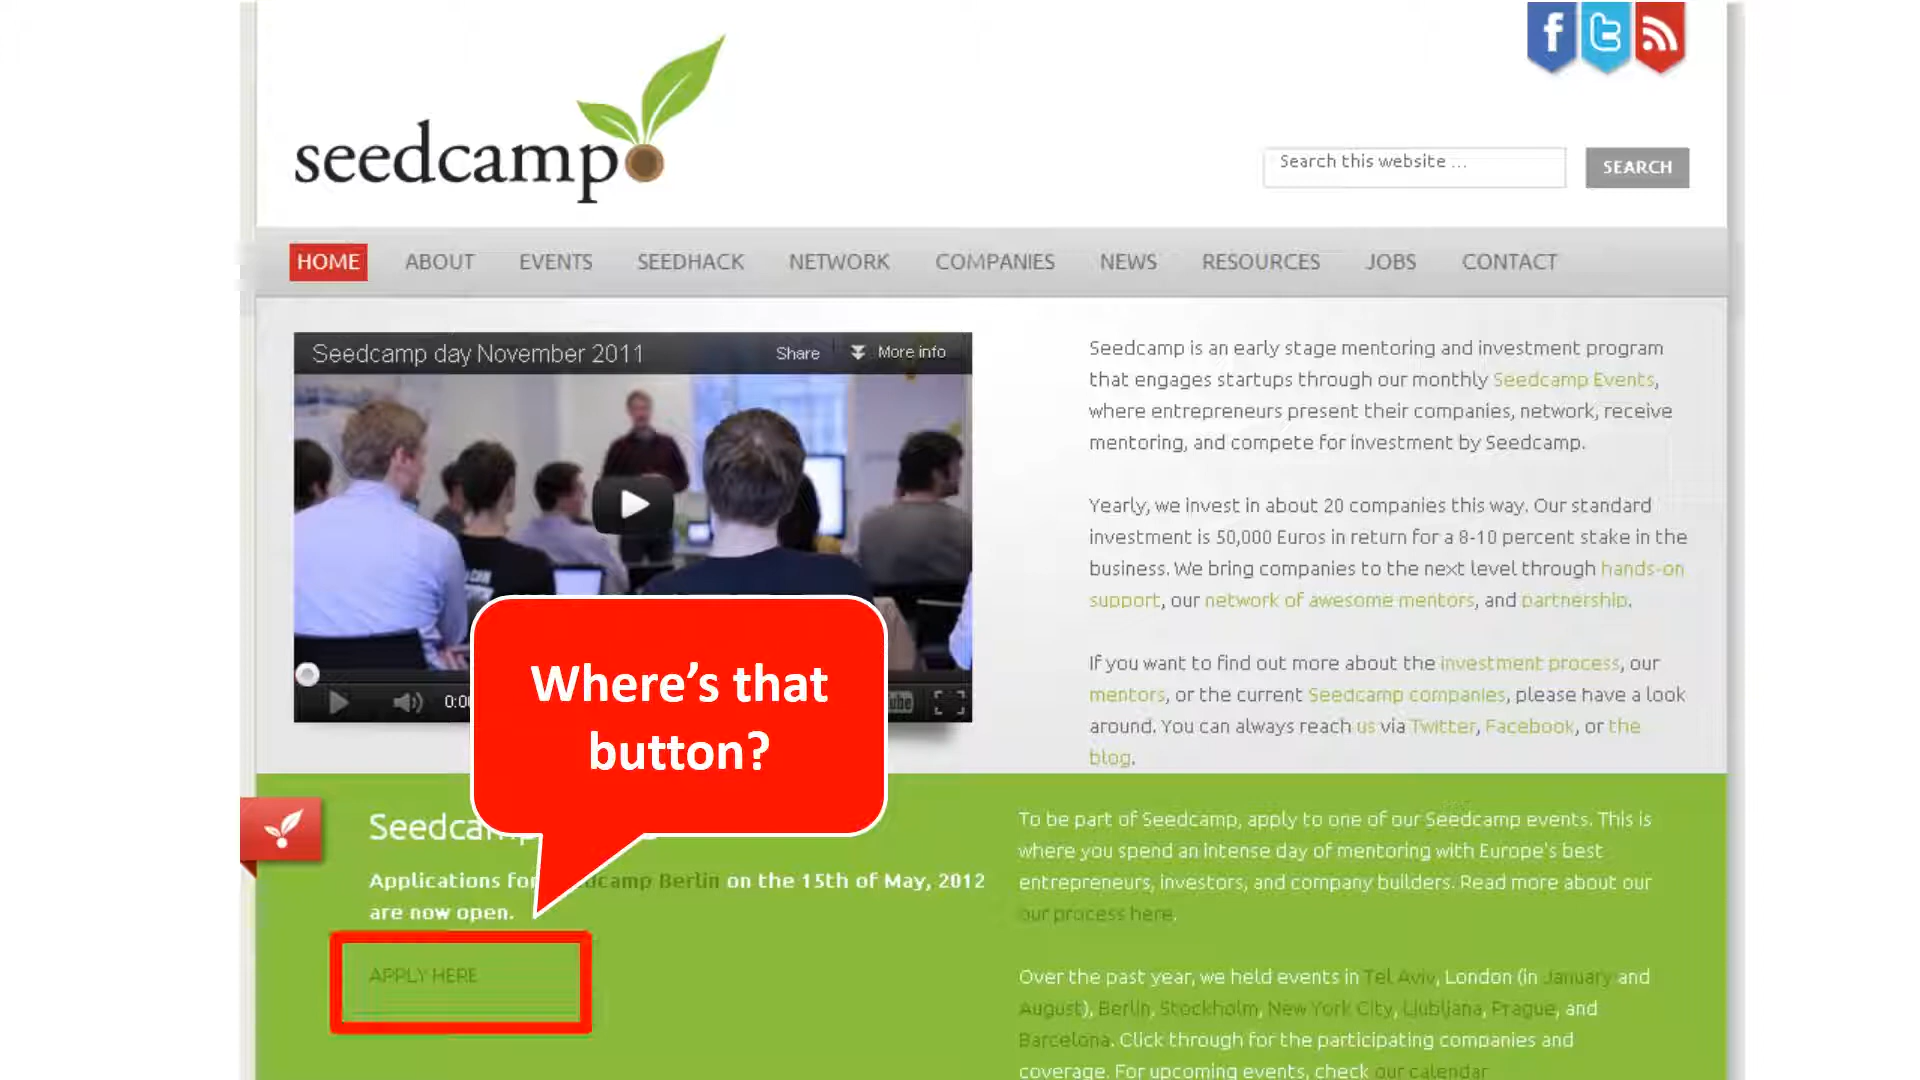 seedcamp
Search this website ...
SEARCH
HOME ABOUT EVENTS SEEDHACK NETWORK COMPANIES NEWS RESOURCES JOBS CONTACT
Seedcamp day November 2011
Share
More info
0:0
Seedcamp is an early stage mentoring and investment program
that engages startups through our monthly Seedcamp Events,
where entrepreneurs present their companies, network, receive
mentoring, and compete for investment by Seedcamp.
Yearly, we invest in about 20 companies this way. Our standard
investment is 50,000 Euros in return for a 8-10 percent stake in the
business. We bring companies to the next level through hands-on
support, our network of awesome mentors, and partnership.
If you want to find out more about the investment process, our
mentors, or the current Seedcamp companies, please have a look
around. You can always reach us via Twitter, Facebook, or the
blog.
Where's that
button?
Applications for Seedcamp Berlin on the 15th of May, 2012
are now open.
APPLY HERE
To be part of Seedcamp, apply to one of our Seedcamp events. This is
where you spend an intense day of mentoring with Europe's best
entrepreneurs, investors, and company builders. Read more about our
our process here.
Over the past year, we held events in Tel Aviv, London (in January and
August), Berlin, Stockholm, New York City, Ljubljana, Prague, and
Barcelona. Click through for the participating companies and
coverage. For upcoming events, check our calendar